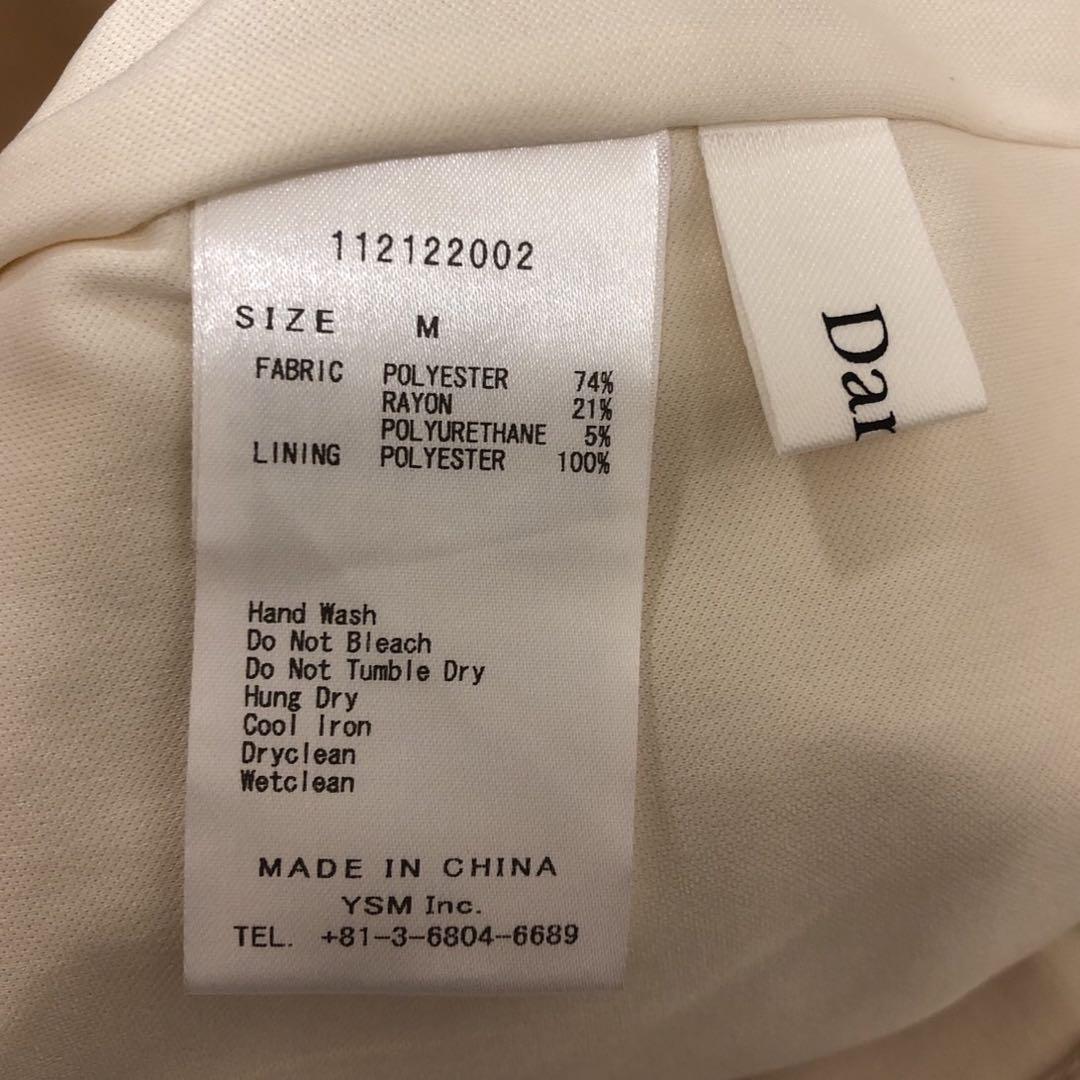 112122002
SIZE M
FABRIC POLYESTER 74%
RAYON 21%
POLYURETHANE 5%
LINING POLYESTER 100%
Hand Wash
Do Not Bleach
Do Not Tumble Dry
Hung Dry
Cool Iron
Dryclean
Wetclean
MADE IN CHINA
YSM Inc.
TEL. +81-3-6804-6689